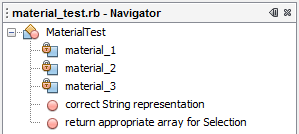 material_test.rb - Navigator
MaterialTest
material_1
material_2
material_3
correct String representation
return appropriate array for Selection